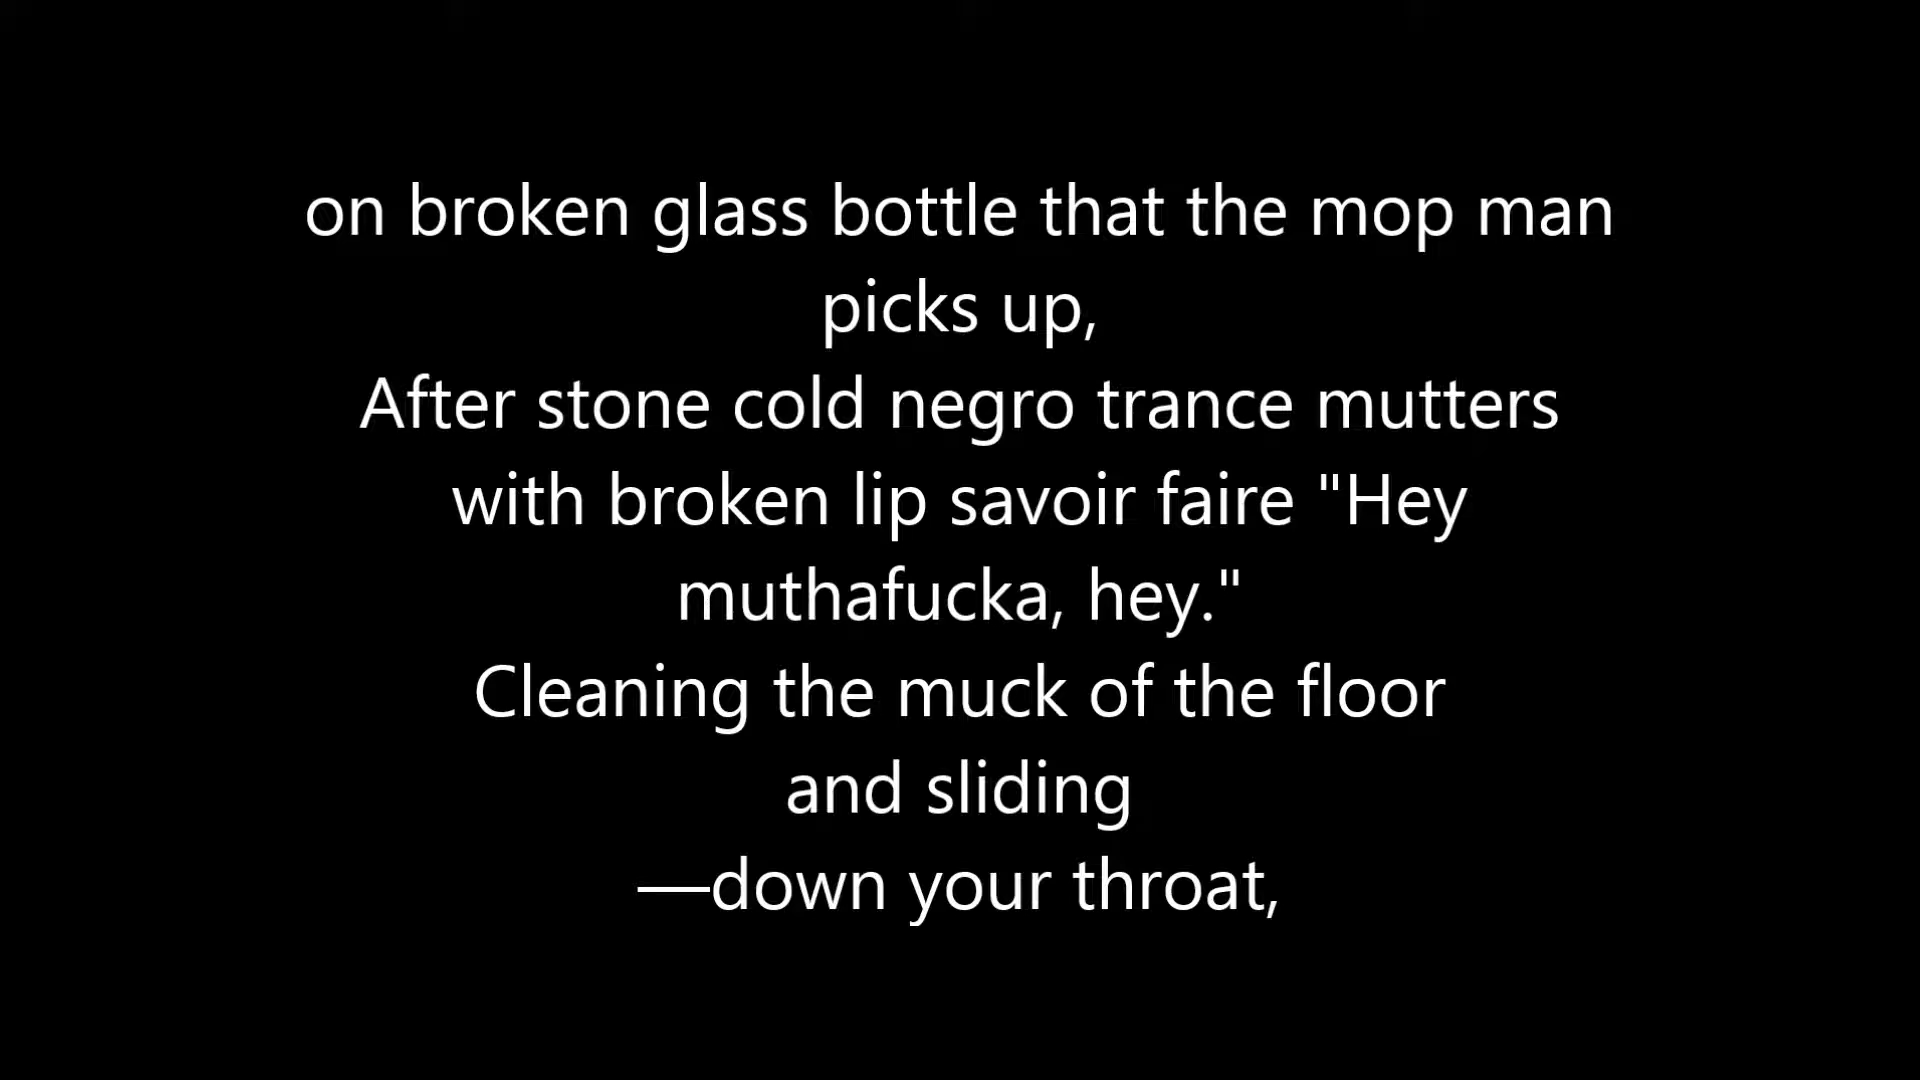 on broken glass bottle that the mop man
picks up,
After stone cold negro trance mutters
with broken lip savoir faire "Hey
muthafucka, hey."
Cleaning the muck of the floor
and sliding
—down your throat,